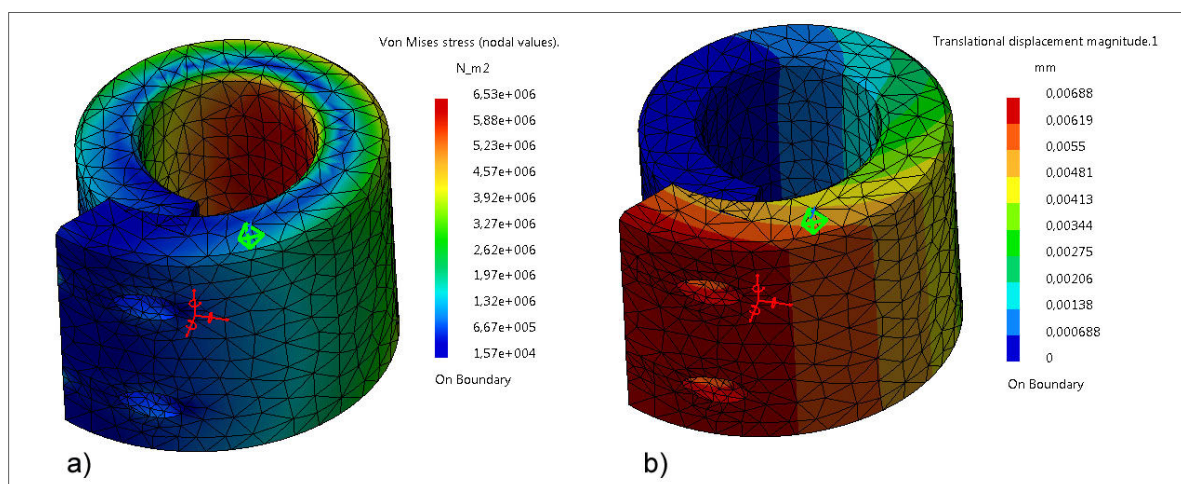 Von Mises stress (nodal values).
N_m2
6,53e+006
5,88e+006
5,23e+006
4,57e+006
3,92e+006
3,27e+006
2,62e+006
1,97e+006
1,32e+006
6,67e+005
1,57e+004
On Boundary
a)
Translational displacement magnitude.1
mm
0,00688
0,00619
0,0055
0,00481
0,00413
0,00344
0,00275
0,00206
0,00138
0,000688
0
On Boundary
b)